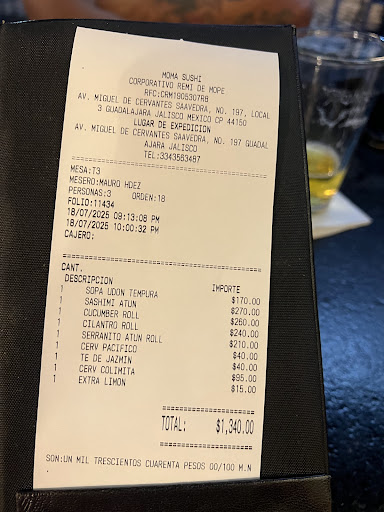 MOMA SUSHI
CORPORATIVO REMI DE MOPE
RFC:CRM1905307R8
AV. MIGUEL DE CERVANTES SAAVEDRA, NO. 197, LOCAL
3 GUADALAJARA JALISCO MEXICO CP 44150
LUGAR DE EXPEDICION
AV. MIGUEL DE CERVANTES SAAVEDRA, NO. 197 GUADAL
AJARA JALISCO
TEL:3343563487
MESA:T3
MESERO:MAURO HDEZ
PERSONAS:3 ORDEN:18
FOLIO:11434
18/07/2025 09:13:08 PM
18/07/2025 10:00:32 PM
CAJERO:
CANT.
DESCRIPCION IMPORTE
1 SOPA UDON TEMPURA $170.00
1 SASHIMI ATUN $270.00
1 CUCUMBER ROLL $260.00
1 CILANTRO ROLL $240.00
1 SERRANITO ATUN ROLL $210.00
1 CERV PACIFICO $40.00
1 TE DE JAZMIN $40.00
1 CERV COLIMITA $95.00
1 EXTRA LIMON $15.00
TOTAL: $1,340.00
SON:UN MIL TRESCIENTOS CUARENTA PESOS 00/100 M.N